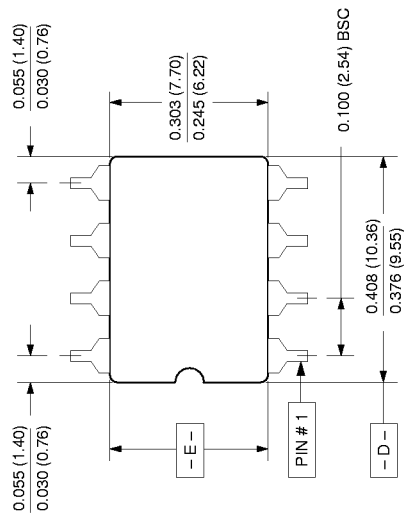 0.055 (1.40)
0.030 (0.76)
0.303 (7.70)
0.245 (6.22)
0.100 (2.54) BSC
0.408 (10.36)
0.376 (9.55)
0.055 (1.40)
0.030 (0.76)
- E -
PIN # 1
- D -